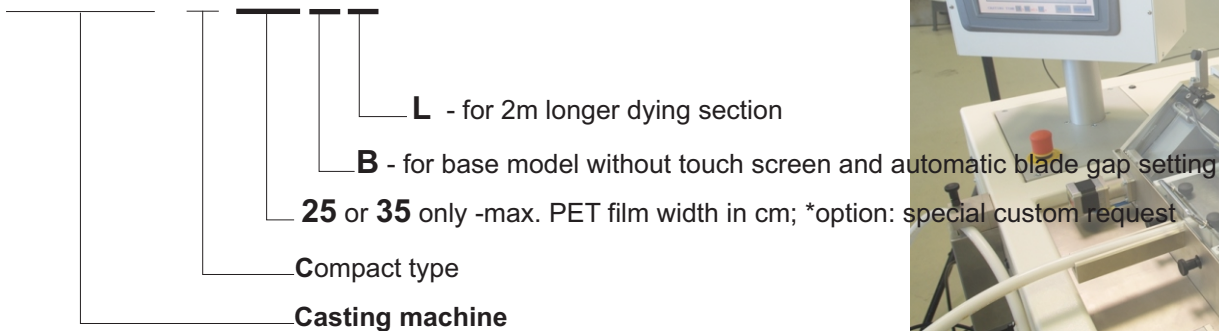 L - for 2m longer dying section
B - for base model without touch screen and automatic blade gap setting
25 or 35 only -max. PET film width in cm; *option: special custom request
Compact type
Casting machine